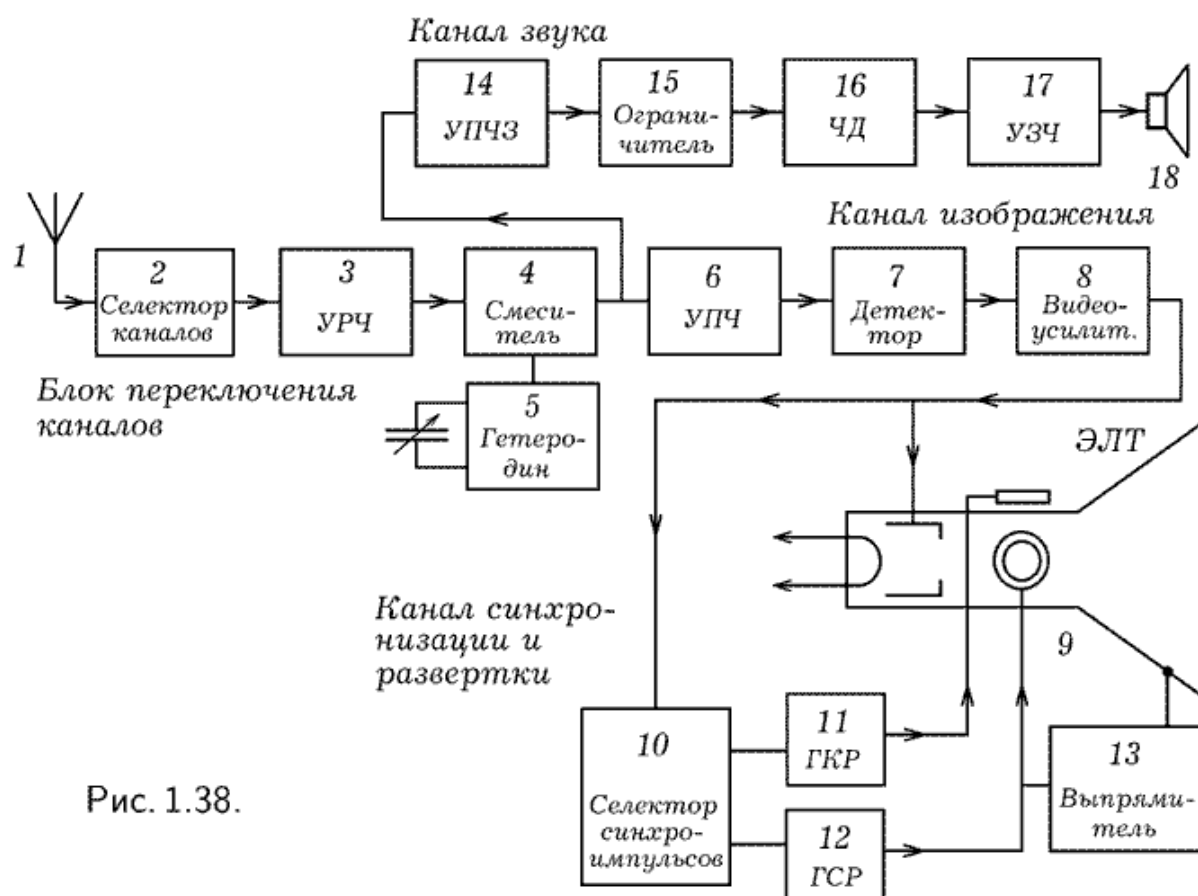 Канал звука
14
УПЧЗ
15
Ограни-
читель
16
ЧД
17
УЗЧ
18
Канал изображения
1
2
Селектор
каналов
3
УРЧ
4
Смеси-
тель
6
УПЧ
7
Детек-
тор
8
Видео-
усилит.
Блок переключения
каналов
5
Гетеро-
дин
ЭЛТ
9
Канал синхро-
низации и
развертки
10
Селектор
синхро-
импульсов
11
ГКР
12
ГСР
13
Выпрями-
тель
Рис. 1.38.